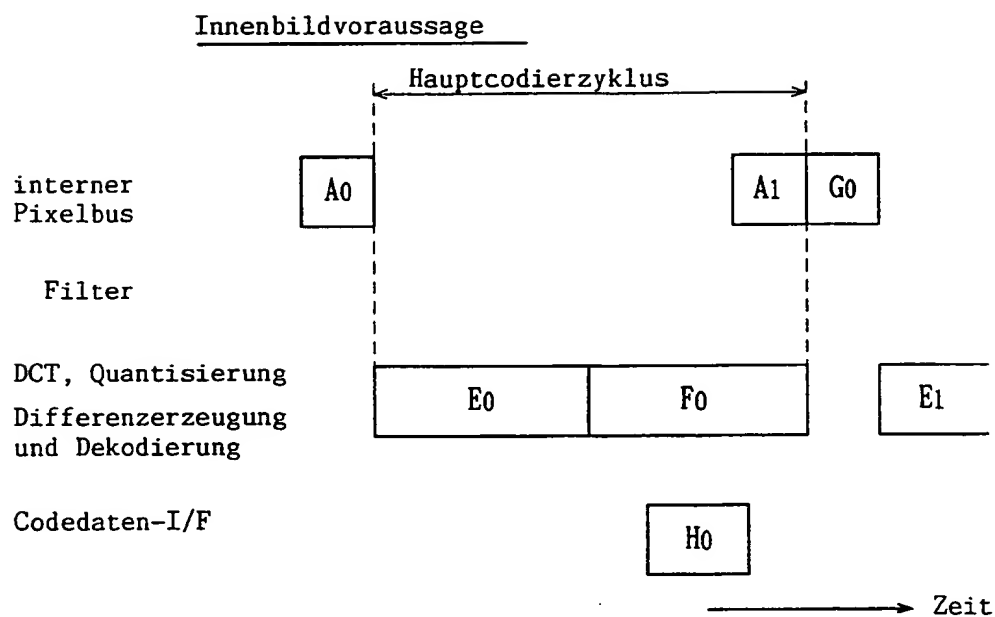 Innenbildvoraussage
Hauptcodierzyklus
interner
Pixelbus
A0
A1
G0
Filter
DCT, Quantisierung
Differenzerzeugung
und Dekodierung
E0
F0
E1
Codedaten-I/F
H0
Zeit